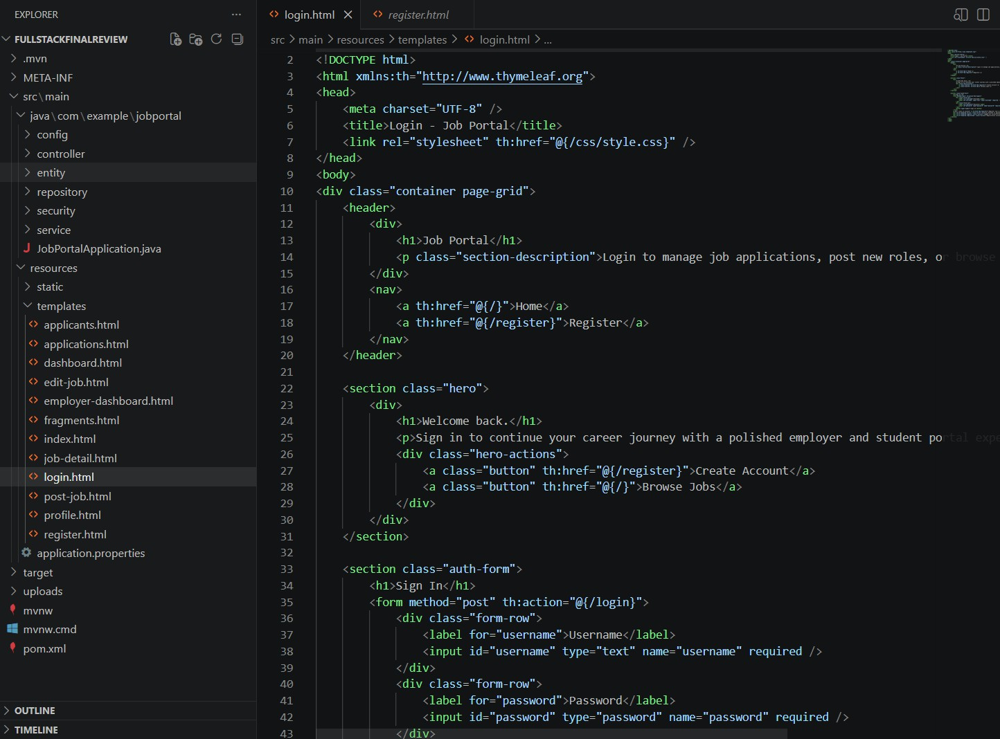 EXPLORER
FULLSTACKFINALREVIEW
.mvn
META-INF
src\main
java\com\example\jobportal
config
controller
entity
repository
security
service
JobPortalApplication.java
resources
static
templates
applicants.html
applications.html
dashboard.html
edit-job.html
employer-dashboard.html
fragments.html
index.html
job-detail.html
login.html
post-job.html
profile.html
register.html
application.properties
target
uploads
mvnw
mvnw.cmd
pom.xml
OUTLINE
TIMELINE
login.html
register.html
src > main > resources > templates > login.html > ...
2 <!DOCTYPE html>
3 <html xmlns:th="http://www.thymeleaf.org">
4 <head>
5     <meta charset="UTF-8" />
6     <title>Login - Job Portal</title>
7     <link rel="stylesheet" th:href="@{/css/style.css}" />
8 </head>
9 <body>
10 <div class="container page-grid">
11     <header>
12         <div>
13             <h1>Job Portal</h1>
14             <p class="section-description">Login to manage job applications, post new roles, or browse
15         </div>
16         <nav>
17             <a th:href="@{/}">Home</a>
18             <a th:href="@{/register}">Register</a>
19         </nav>
20     </header>
21
22     <section class="hero">
23         <div>
24             <h1>Welcome back.</h1>
25             <p>Sign in to continue your career journey with a polished employer and student portal expe
26             <div class="hero-actions">
27                 <a class="button" th:href="@{/register}">Create Account</a>
28                 <a class="button" th:href="@{/}">Browse Jobs</a>
29             </div>
30         </div>
31     </section>
32
33     <section class="auth-form">
34         <h1>Sign In</h1>
35         <form method="post" th:action="@{/login}">
36             <div class="form-row">
37                 <label for="username">Username</label>
38                 <input id="username" type="text" name="username" required />
39             </div>
40             <div class="form-row">
41                 <label for="password">Password</label>
42                 <input id="password" type="password" name="password" required />
43             </div>